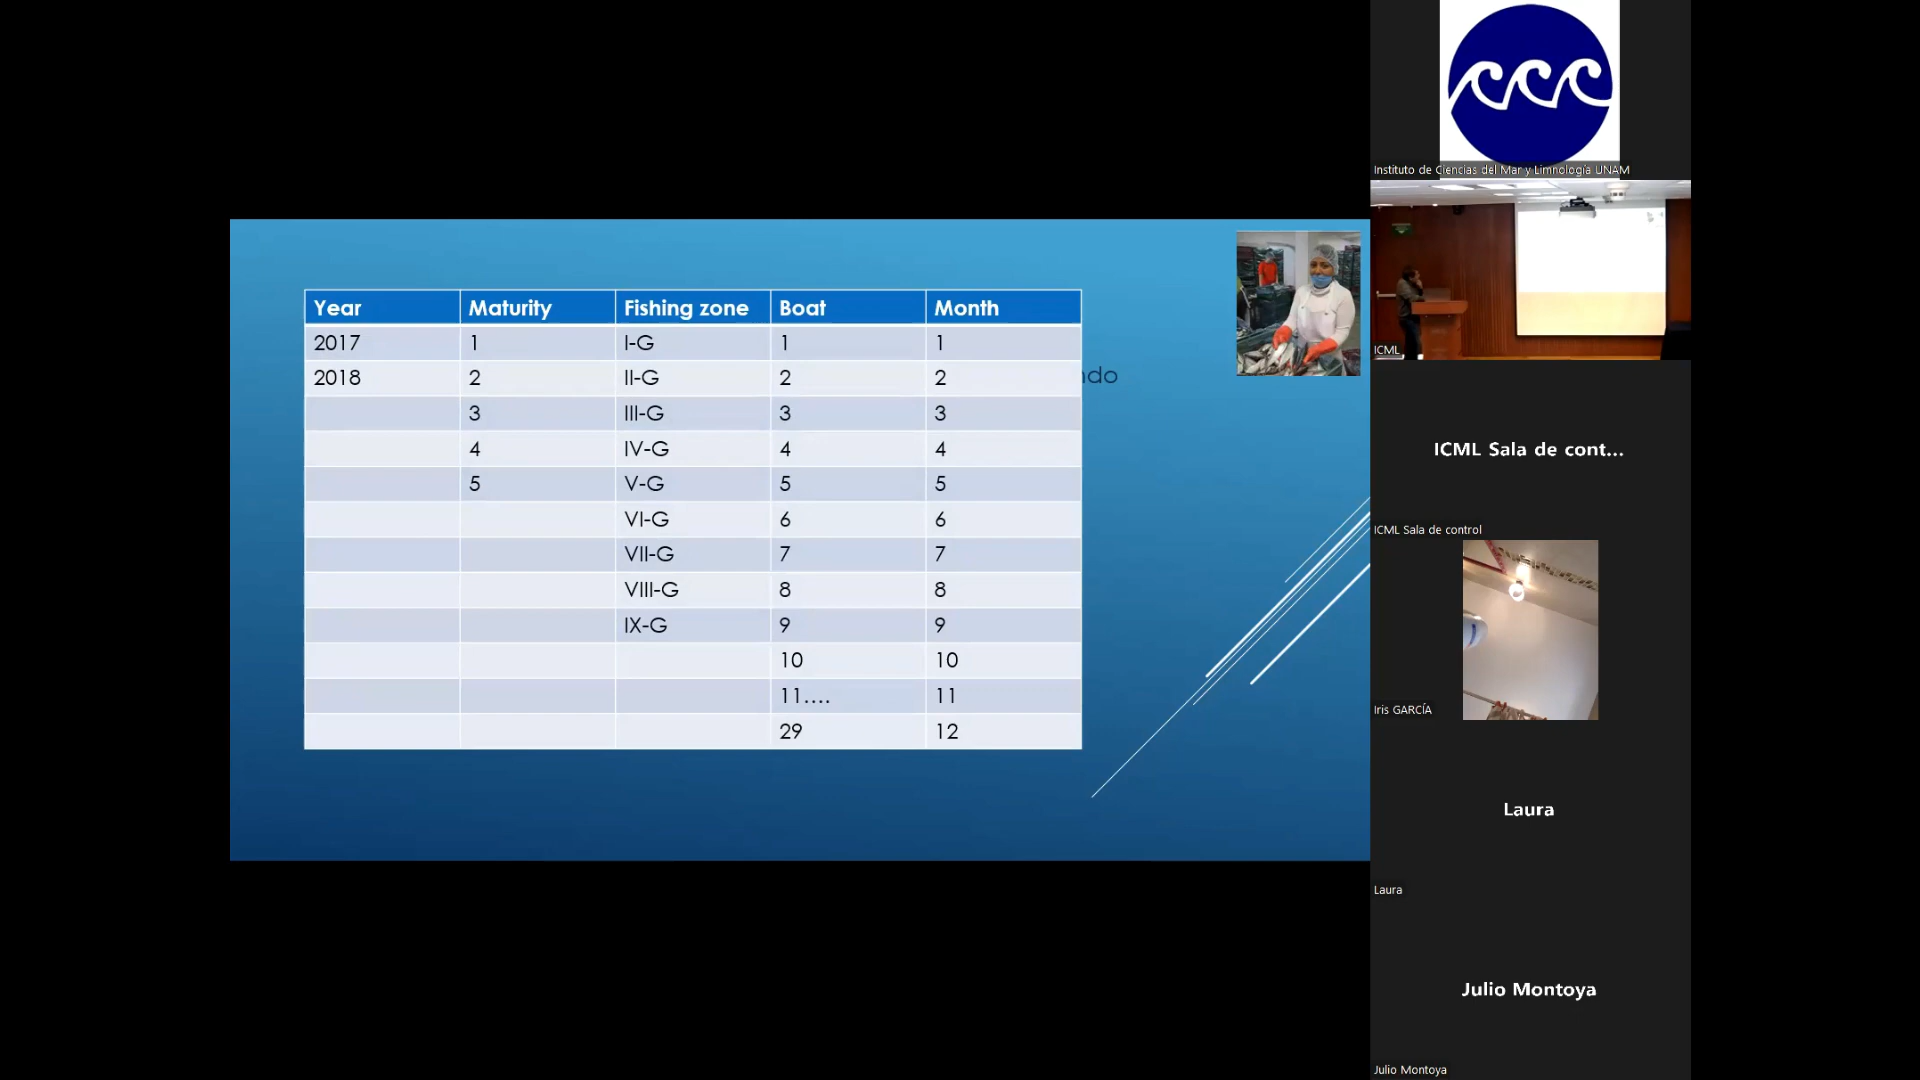 Year Maturity Fishing zone Boat Month
2017 1 I-G 1 1
2018 2 II-G 2 2
3 III-G 3 3
4 IV-G 4 4
5 V-G 5 5
VI-G 6 6
VII-G 7 7
VIII-G 8 8
IX-G 9 9
10 10
11.... 11
29 12
ndo
Instituto de Ciencias del Mar y Limnología UNAM
ICML
ICML Sala de cont...
ICML Sala de control
Iris GARCÍA
Laura
Laura
Julio Montoya
Julio Montoya